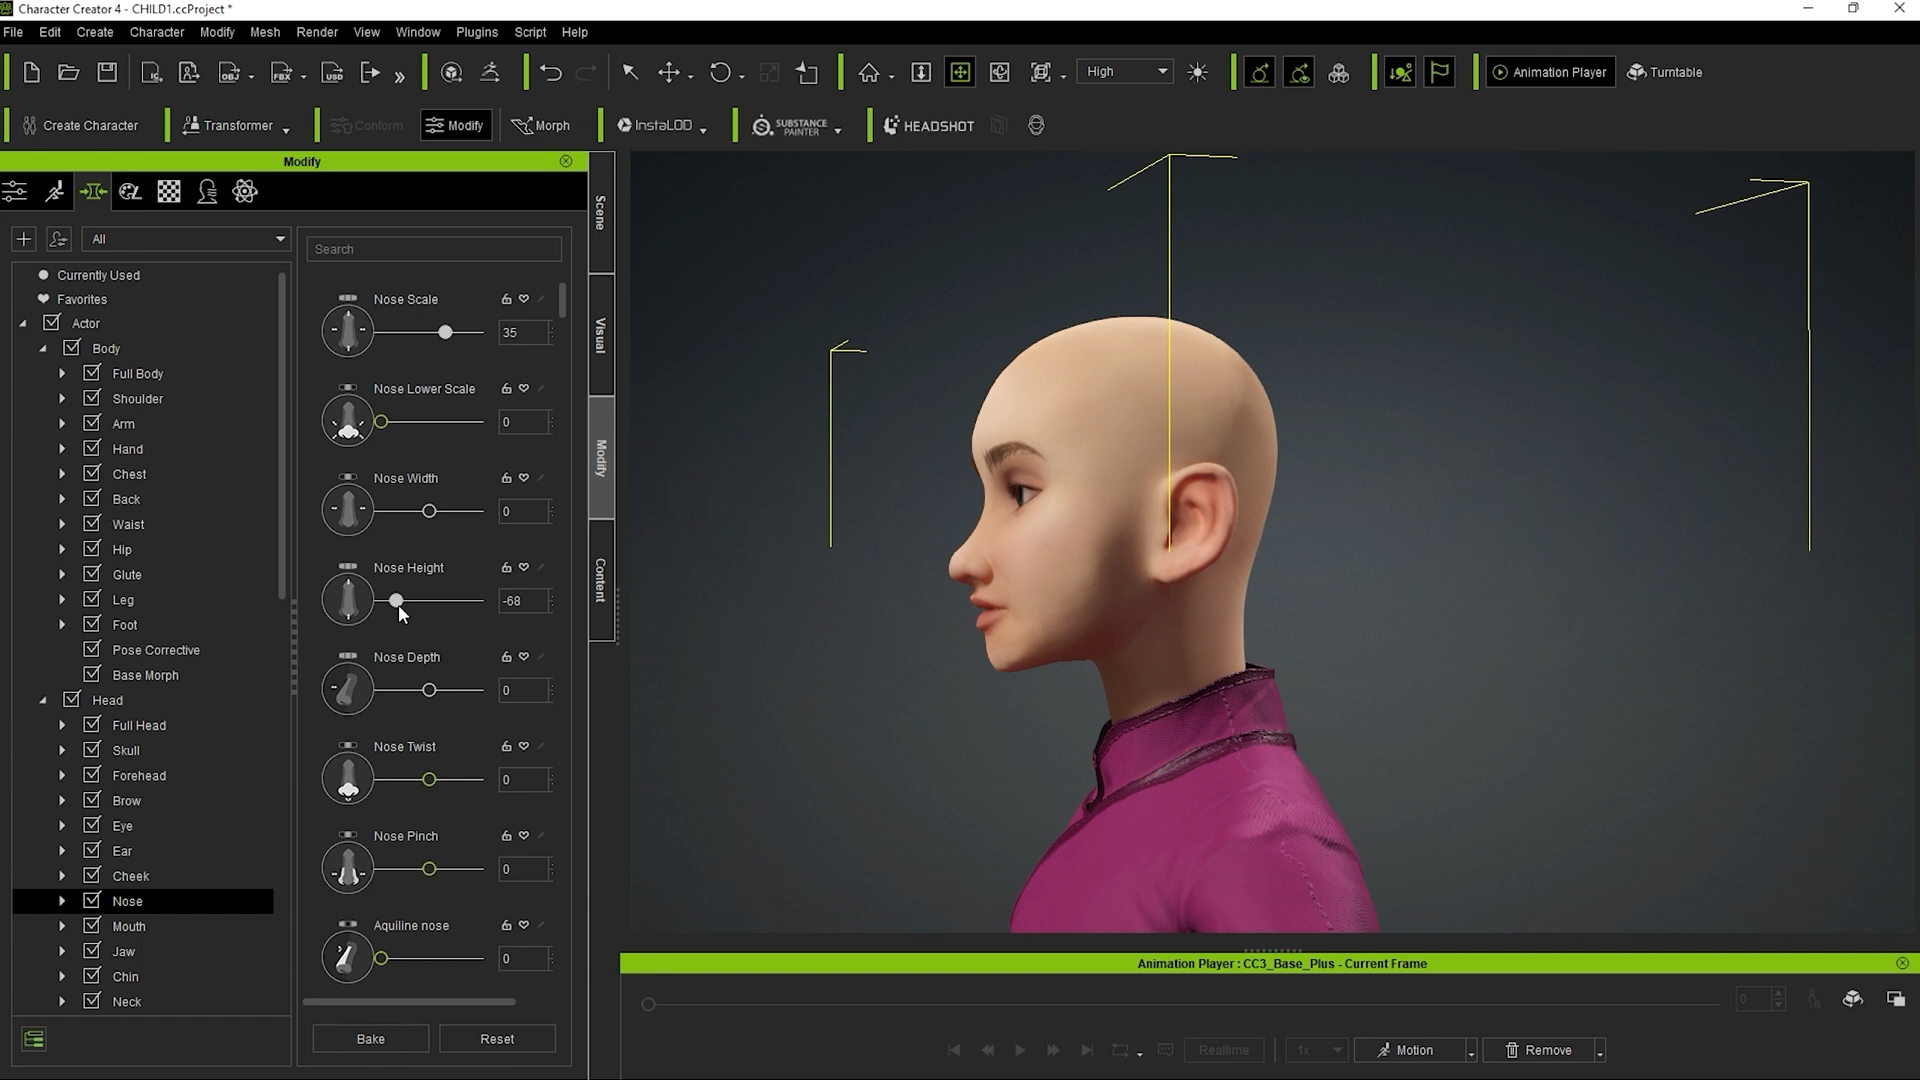 Character Creator 4 - CHILD1.ccProject *
File Edit Create Character Modify Mesh Render View Window Plugins Script Help
IC OBJ FBX USD » High Animation Player Turntable
Create Character Transformer Conform Modify Morph InstaLOD SUBSTANCE PAINTER HEADSHOT
Modify
All
Currently Used
Favorites
Actor
Body
Full Body
Shoulder
Arm
Hand
Chest
Back
Waist
Hip
Glute
Leg
Foot
Pose Corrective
Base Morph
Head
Full Head
Skull
Forehead
Brow
Eye
Ear
Cheek
Nose
Mouth
Jaw
Chin
Neck
Search
Nose Scale
35
Nose Lower Scale
0
Nose Width
0
Nose Height
-68
Nose Depth
0
Nose Twist
0
Nose Pinch
0
Aquiline nose
0
Bake Reset
Scene
Visual
Modify
Content
Animation Player : CC3_Base_Plus - Current Frame
0
Realtime 1x Motion Remove